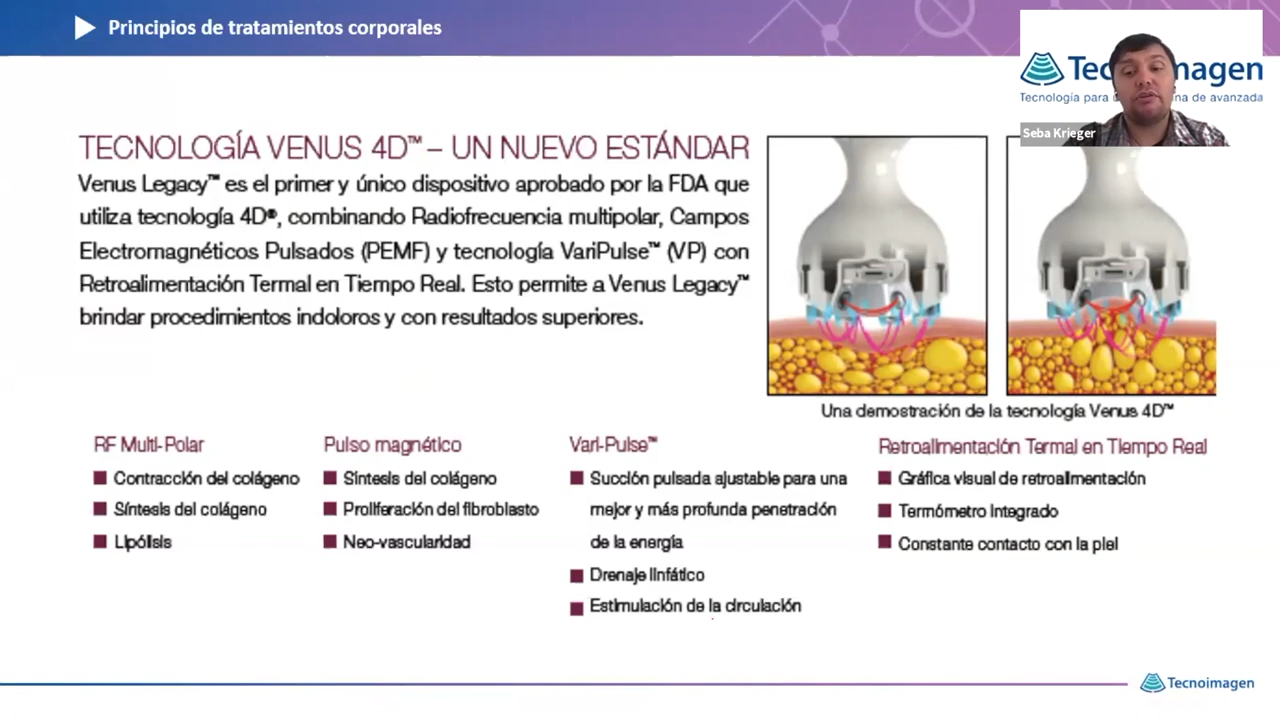 Principios de tratamientos corporales
Tecnoimagen
Seba Krieger
TECNOLOGÍA VENUS 4D™ – UN NUEVO ESTÁNDAR
Venus Legacy™ es el primer y único dispositivo aprobado por la FDA que
utiliza tecnología 4D®, combinando Radiofrecuencia multipolar, Campos
Electromagnéticos Pulsados (PEMF) y tecnología VariPulse™ (VP) con
Retroalimentación Termal en Tiempo Real. Esto permite a Venus Legacy™
brindar procedimientos indoloros y con resultados superiores.
Una demostración de la tecnología Venus 4D™
RF Multi-Polar
Contracción del colágeno
Síntesis del colágeno
Lipólisis
Pulso magnético
Síntesis del colágeno
Proliferación del fibroblasto
Neo-vascularidad
Vari-Pulse™
Succión pulsada ajustable para una
mejor y más profunda penetración
de la energía
Drenaje linfático
Estimulación de la circulación
Retroalimentación Termal en Tiempo Real
Gráfica visual de retroalimentación
Termómetro integrado
Constante contacto con la piel
Tecnoimagen